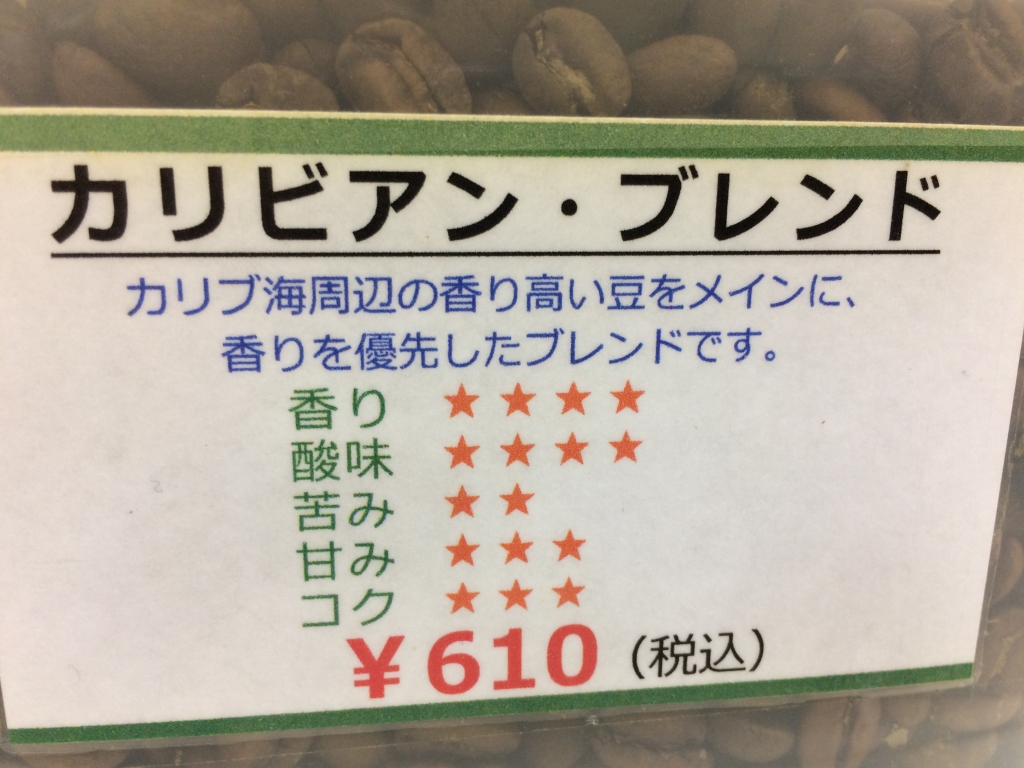 カリビアン・ブレンド
カリブ海周辺の香り高い豆をメインに、
香りを優先したブレンドです。
香り ★ ★ ★ ★
酸味 ★ ★ ★ ★
苦み ★ ★
甘み ★ ★ ★
コク ★ ★ ★
￥610 (税込)